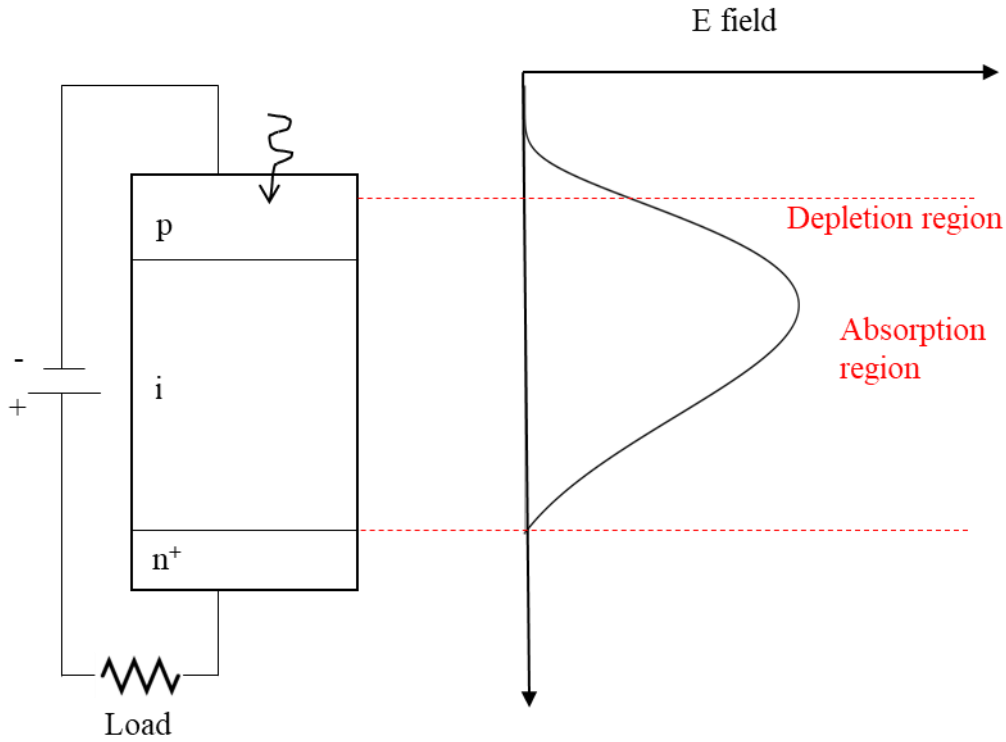 E field
p
Depletion region
Absorption
region
-
+
i
n⁺
Load